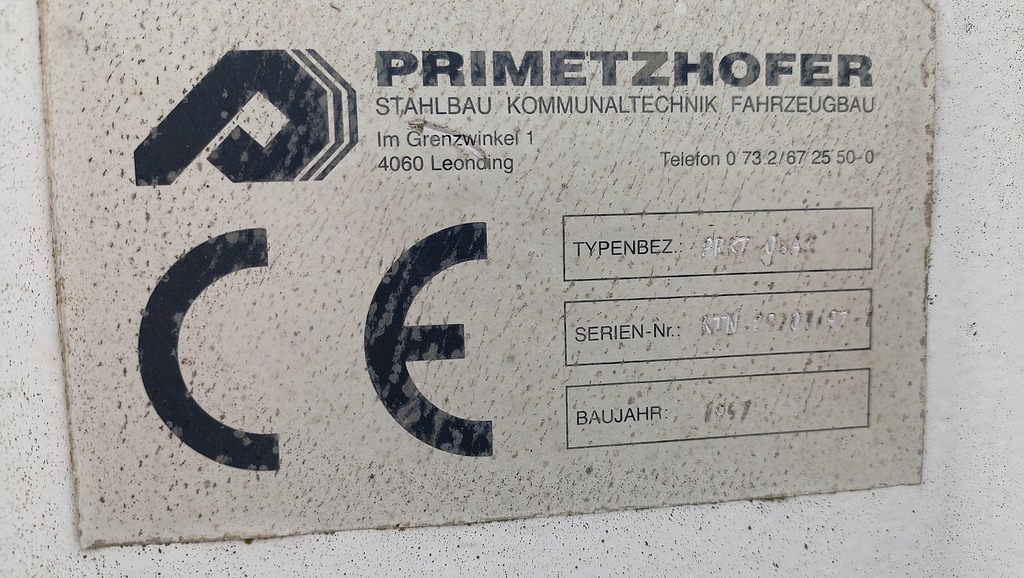 PRIMETZHOFER
STAHLBAU KOMMUNALTECHNIK FAHRZEUGBAU
Im Grenzwinkel 1
4060 Leonding
Telefon 0 73 2/67 25 50-0
CE
TYPENBEZ.:
SERIEN-Nr.:
BAUJAHR: 1997